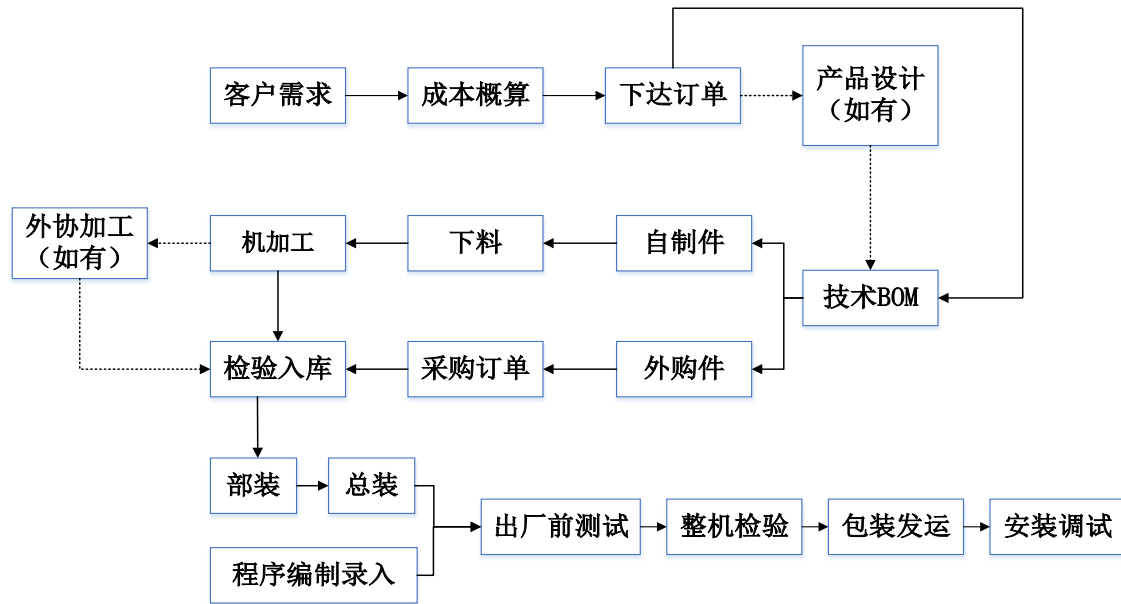 客户需求
成本概算
下达订单
产品设计
（如有）
外协加工
（如有）
机加工
下料
自制件
技术BOM
检验入库
采购订单
外购件
部装
总装
出厂前测试
整机检验
包装发运
安装调试
程序编制录入